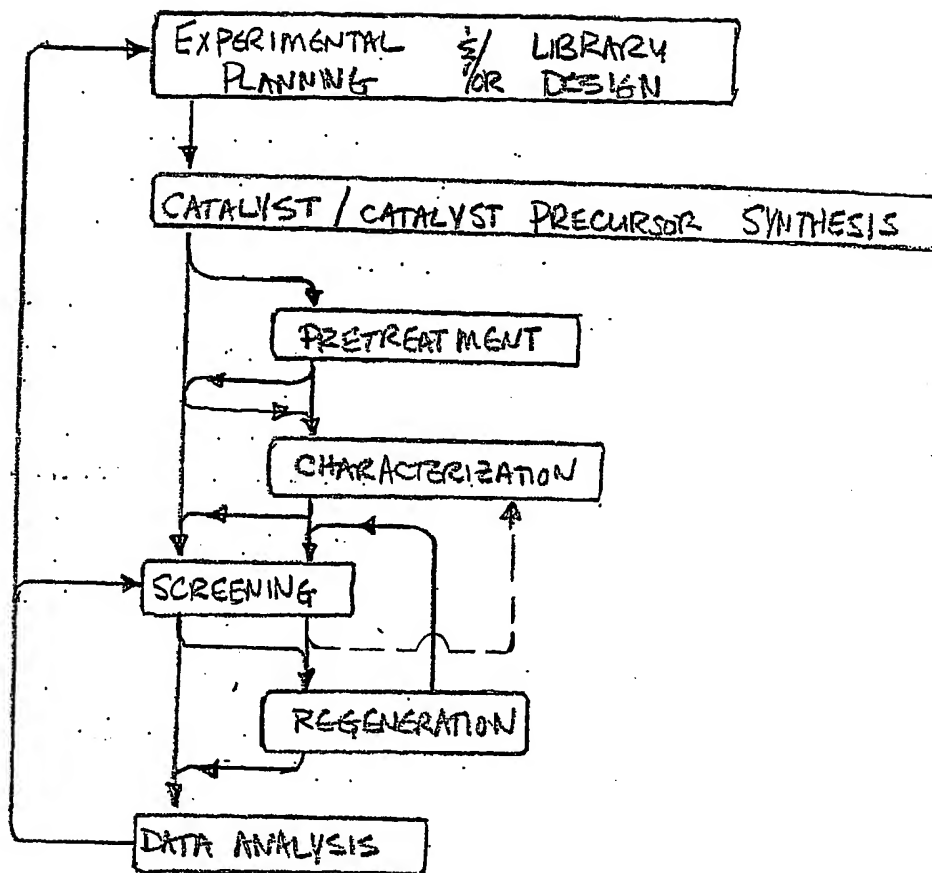 EXPERIMENTAL & LIBRARY
PLANNING /OR DESIGN
CATALYST / CATALYST PRECURSOR SYNTHESIS
PRETREATMENT
CHARACTERIZATION
SCREENING
REGENERATION
DATA ANALYSIS